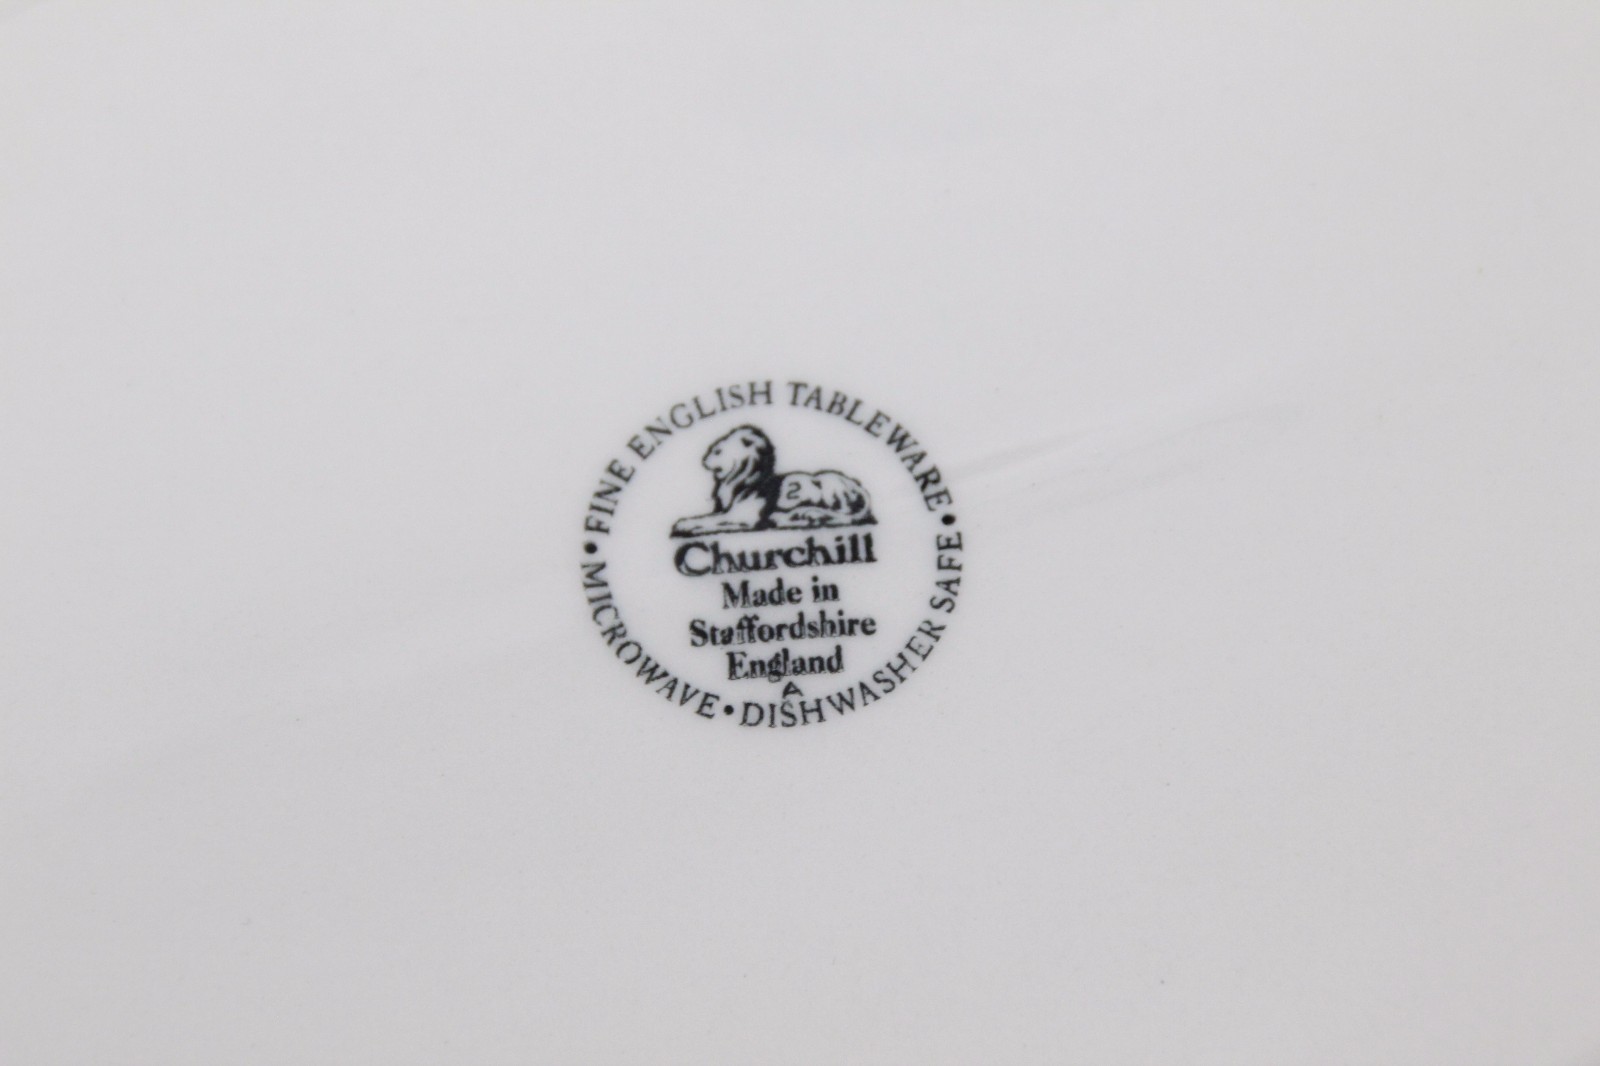 • FINE ENGLISH TABLEWARE •
2
Churchill
Made in
Staffordshire
England
A
MICROWAVE • DISHWASHER SAFE